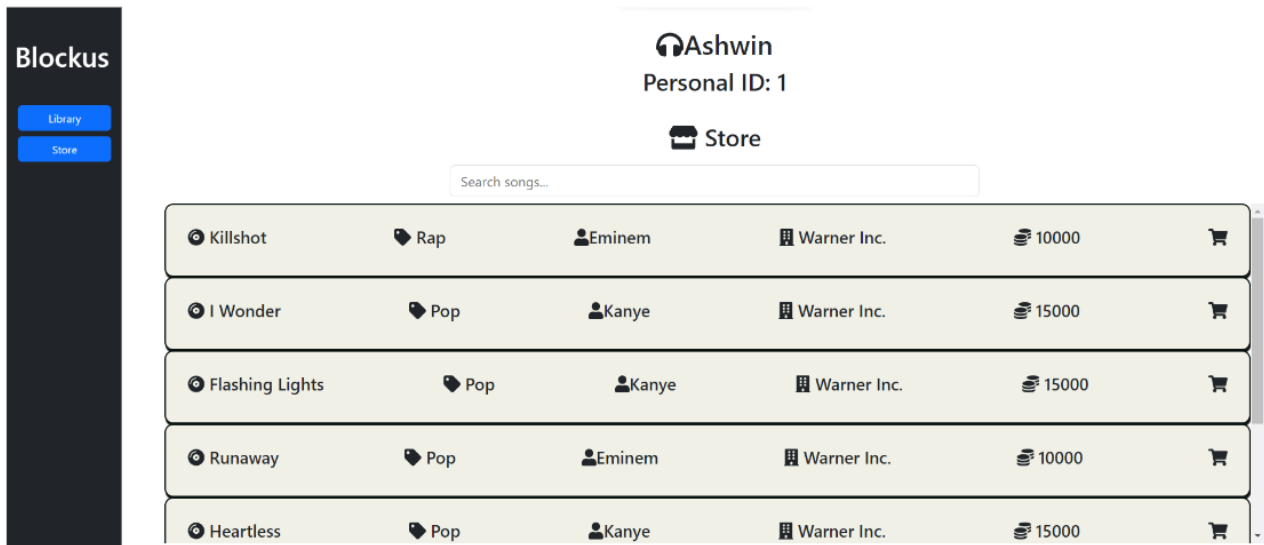 Blockus
Library
Store
Ashwin
Personal ID: 1
Store
Search songs...
Killshot Rap Eminem Warner Inc. 10000
I Wonder Pop Kanye Warner Inc. 15000
Flashing Lights Pop Kanye Warner Inc. 15000
Runaway Pop Eminem Warner Inc. 10000
Heartless Pop Kanye Warner Inc. 15000